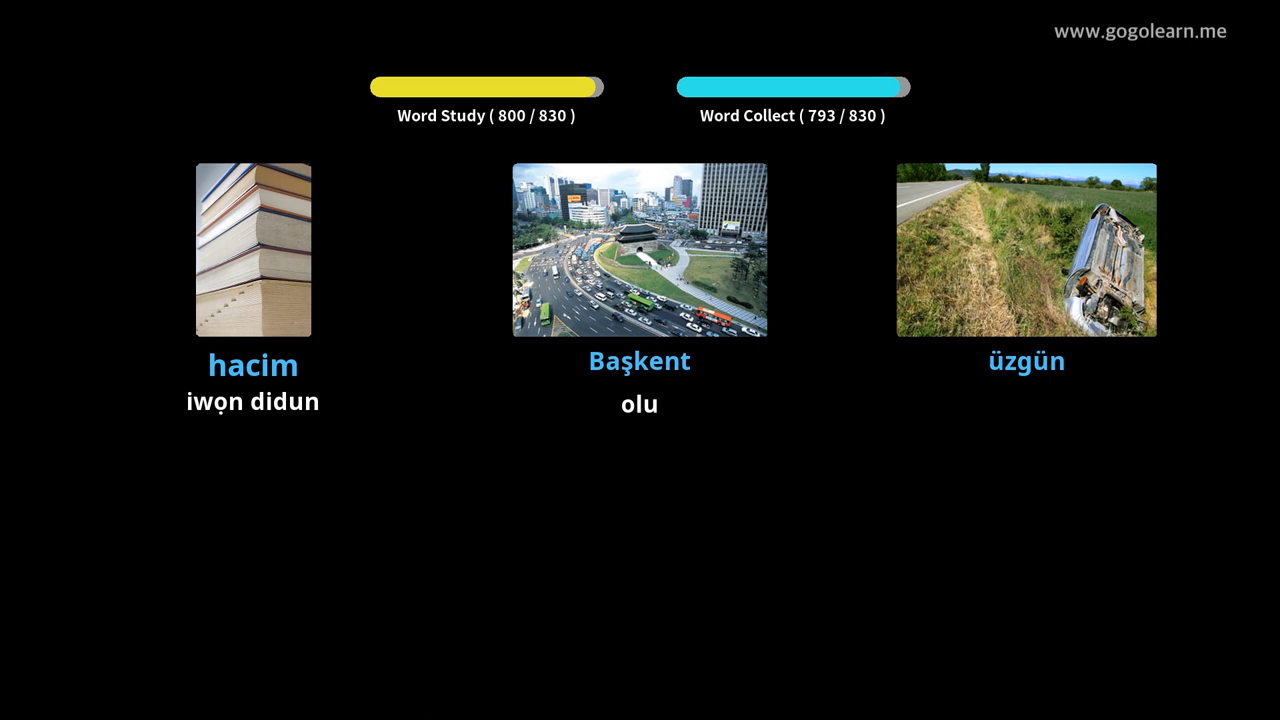 www.gogolearn.me
Word Study ( 800 / 830 )
Word Collect ( 793 / 830 )
hacim
iwọn didun
Başkent
olu
üzgün